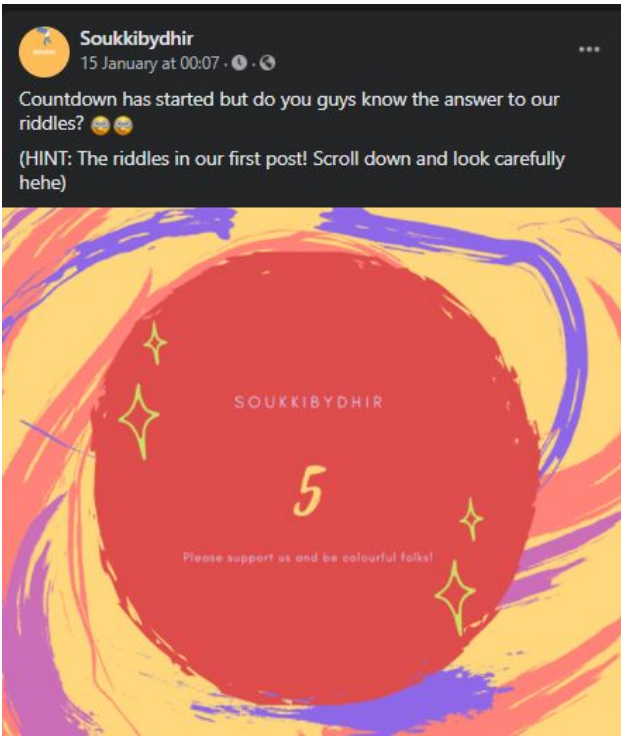 Soukkibydhir
15 January at 00:07 ·  · 
Countdown has started but do you guys know the answer to our
riddles? 🥺🥺
(HINT: The riddles in our first post! Scroll down and look carefully
hehe)
SOUKKIBYDHIR
5
Please support us and be colourful folks!